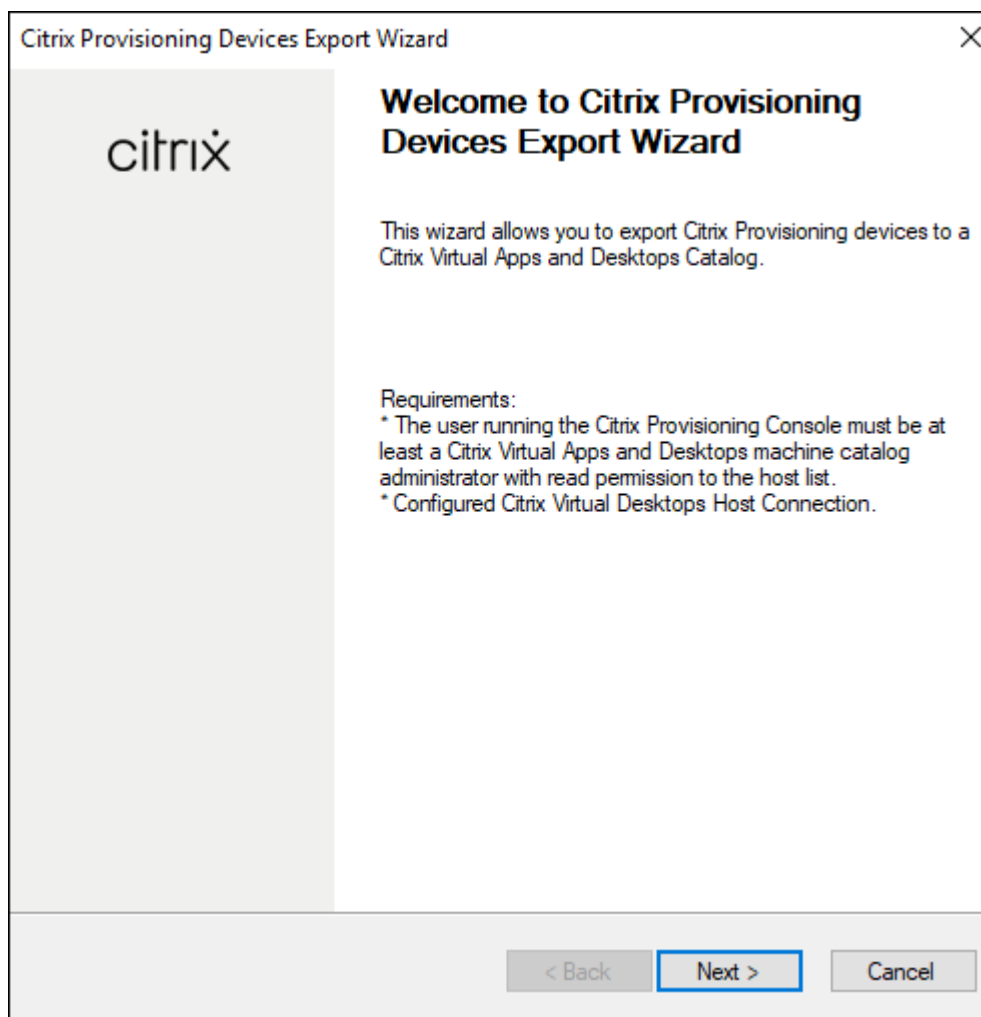 Citrix Provisioning Devices Export Wizard
citrix
Welcome to Citrix Provisioning
Devices Export Wizard
This wizard allows you to export Citrix Provisioning devices to a
Citrix Virtual Apps and Desktops Catalog.
Requirements:
* The user running the Citrix Provisioning Console must be at
least a Citrix Virtual Apps and Desktops machine catalog
administrator with read permission to the host list.
* Configured Citrix Virtual Desktops Host Connection.
< Back
Next >
Cancel